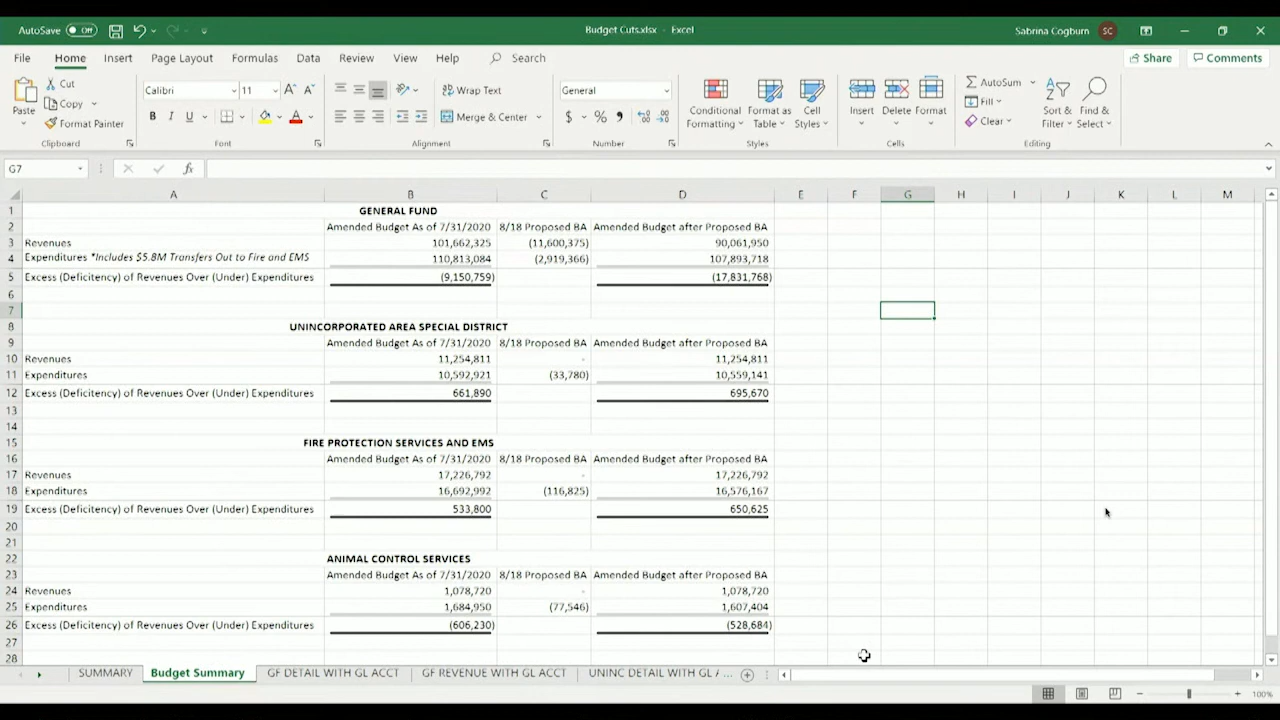 AutoSave Off Budget Cuts.xlsx - Excel Sabrina Cogburn SC
File Home Insert Page Layout Formulas Data Review View Help Search Share Comments
Paste Cut Copy Format Painter Clipboard
Calibri 11 A A B I U A Font
Wrap Text Merge & Center Alignment
General $ % , Number
Conditional Formatting Format as Table Cell Styles Styles
Insert Delete Format Cells
AutoSum Fill Clear Sort & Filter Find & Select Editing
G7 fx
A B C D E F G H I J K L M
1 GENERAL FUND
2 Amended Budget As of 7/31/2020 8/18 Proposed BA Amended Budget after Proposed BA
3 Revenues 101,662,325 (11,600,375) 90,061,950
4 Expenditures *Includes $5.8M Transfers Out to Fire and EMS 110,813,084 (2,919,366) 107,893,718
5 Excess (Deficitency) of Revenues Over (Under) Expenditures (9,150,759) (17,831,768)
6
7
8 UNINCORPORATED AREA SPECIAL DISTRICT
9 Amended Budget As of 7/31/2020 8/18 Proposed BA Amended Budget after Proposed BA
10 Revenues 11,254,811 - 11,254,811
11 Expenditures 10,592,921 (33,780) 10,559,141
12 Excess (Deficitency) of Revenues Over (Under) Expenditures 661,890 695,670
13
14
15 FIRE PROTECTION SERVICES AND EMS
16 Amended Budget As of 7/31/2020 8/18 Proposed BA Amended Budget after Proposed BA
17 Revenues 17,226,792 - 17,226,792
18 Expenditures 16,692,992 (116,825) 16,576,167
19 Excess (Deficitency) of Revenues Over (Under) Expenditures 533,800 650,625
20
21
22 ANIMAL CONTROL SERVICES
23 Amended Budget As of 7/31/2020 8/18 Proposed BA Amended Budget after Proposed BA
24 Revenues 1,078,720 - 1,078,720
25 Expenditures 1,684,950 (77,546) 1,607,404
26 Excess (Deficitency) of Revenues Over (Under) Expenditures (606,230) (528,684)
27
28
SUMMARY Budget Summary GF DETAIL WITH GL ACCT GF REVENUE WITH GL ACCT UNINC DETAIL WITH GL A ...
100%